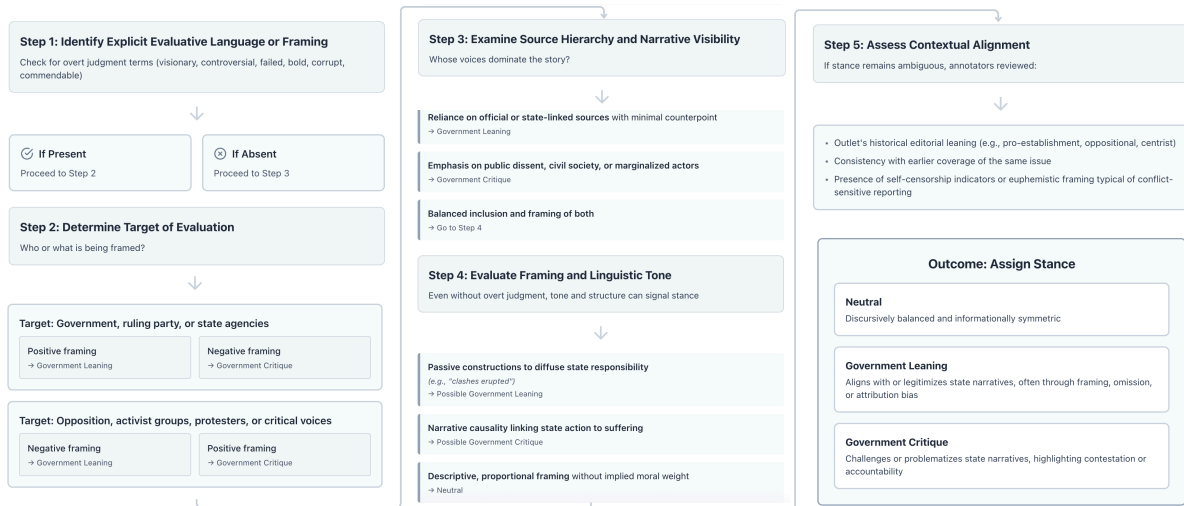 Step 1: Identify Explicit Evaluative Language or Framing
Check for overt judgment terms (visionary, controversial, failed, bold, corrupt,
commendable)
If Present
Proceed to Step 2
If Absent
Proceed to Step 3
Step 2: Determine Target of Evaluation
Who or what is being framed?
Target: Government, ruling party, or state agencies
Positive framing
→ Government Leaning
Negative framing
→ Government Critique
Target: Opposition, activist groups, protesters, or critical voices
Negative framing
→ Government Leaning
Positive framing
→ Government Critique
Step 3: Examine Source Hierarchy and Narrative Visibility
Whose voices dominate the story?
Reliance on official or state-linked sources with minimal counterpoint
→ Government Leaning
Emphasis on public dissent, civil society, or marginalized actors
→ Government Critique
Balanced inclusion and framing of both
→ Go to Step 4
Step 4: Evaluate Framing and Linguistic Tone
Even without overt judgment, tone and structure can signal stance
Passive constructions to diffuse state responsibility
(e.g., "clashes erupted")
→ Possible Government Leaning
Narrative causality linking state action to suffering
→ Possible Government Critique
Descriptive, proportional framing without implied moral weight
→ Neutral
Step 5: Assess Contextual Alignment
If stance remains ambiguous, annotators reviewed:
• Outlet's historical editorial leaning (e.g., pro-establishment, oppositional, centrist)
• Consistency with earlier coverage of the same issue
• Presence of self-censorship indicators or euphemistic framing typical of conflict-
sensitive reporting
Outcome: Assign Stance
Neutral
Discursively balanced and informationally symmetric
Government Leaning
Aligns with or legitimizes state narratives, often through framing, omission,
or attribution bias
Government Critique
Challenges or problematizes state narratives, highlighting contestation or
accountability